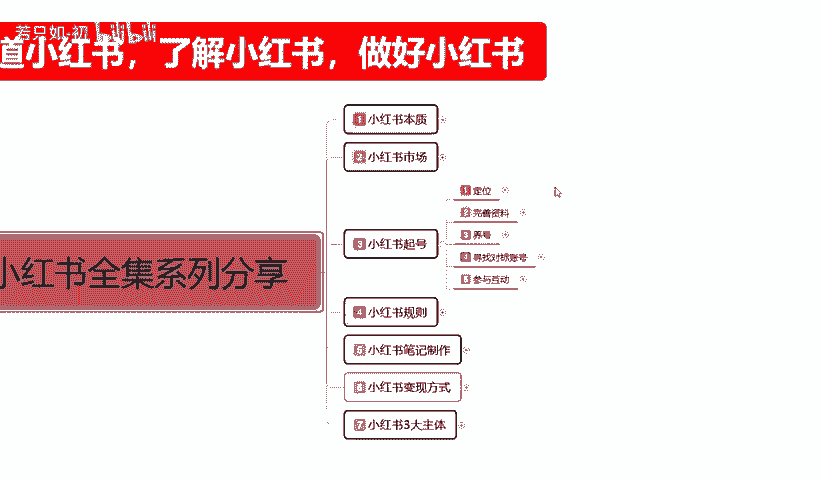 若只如-初 bilibili
道小红书，了解小红书，做好小红书
小红书全集系列分享
1 小红书本质
2 小红书市场
3 小红书起号
1 定位
2 完善资料
3 养号
4 寻找对标账号
5 参与互动
4 小红书规则
5 小红书笔记制作
6 小红书变现方式
7 小红书3大主体